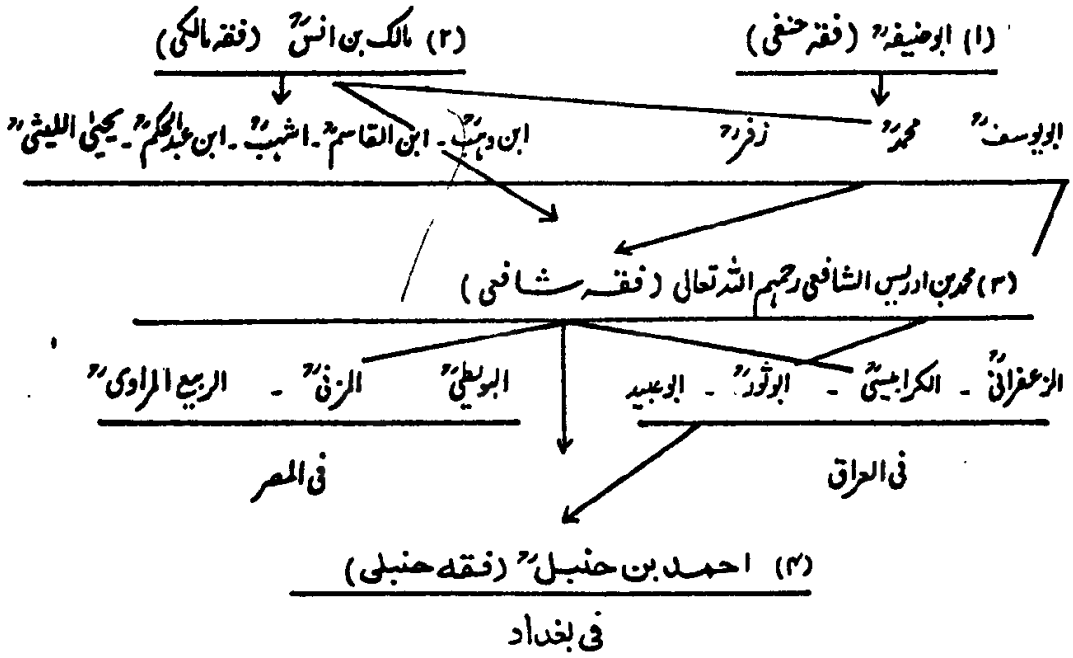 (۱) ابوحنیفہؒ (فقہ حنفی) (۲) مالک بن انسؒ (فقہ مالکی)
ابویوسفؒ محمدؒ زفرؒ ابن وہبؒ ۔ ابن القاسمؒ ۔ اشہبؒ ۔ ابن عبدالحکمؒ ۔ یحیٰی اللیثیؒ
(۳) محمد بن ادریس الشافعی رحمہم اللہ تعالی (فقہ شافعی)
الزعفرانیؒ ۔ الکرابیسیؒ ۔ ابوثورؒ ۔ ابوعبید البویطیؒ المزنیؒ ۔ الربیع المرادیؒ
فی العراق فی المصر
(۴) احمد بن حنبلؒ (فقہ حنبلی)
فی بغداد